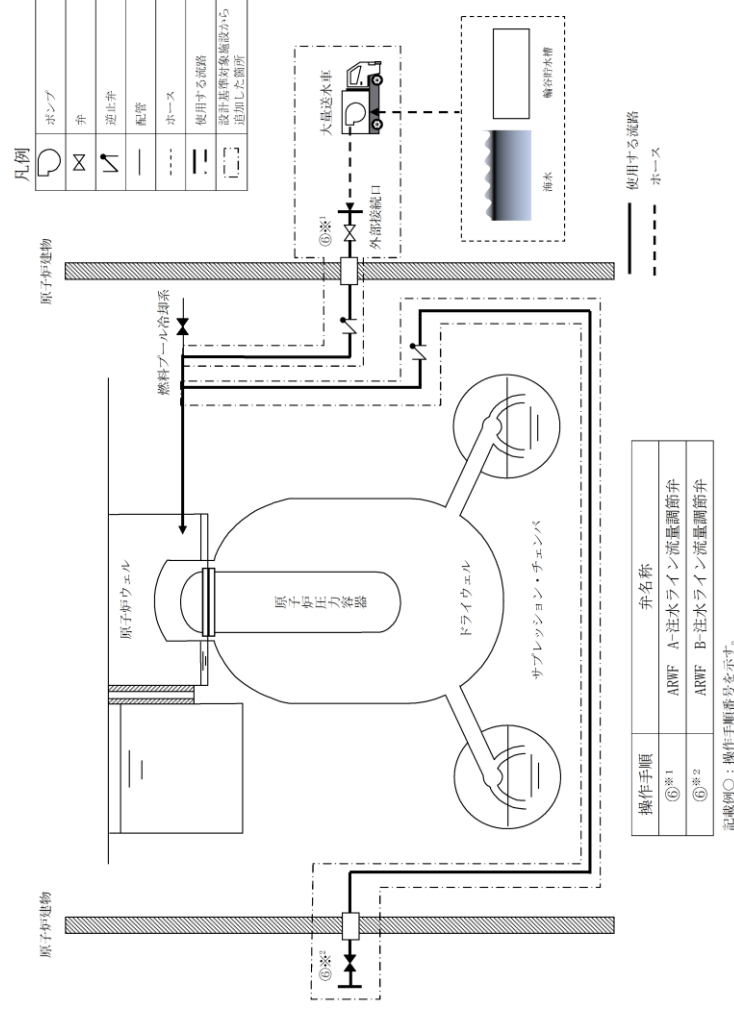 原子炉建物
原子炉建物
原子炉ウェル
燃料プール冷却系
原子炉圧力容器
ドライウェル
サプレッション・チェンバ
⑥※1
外部接続口
大量送水車
海水
輪谷貯水槽
⑥※2
使用する流路
ホース
凡例
ポンプ
弁
逆止弁
配管
ホース
使用する流路
設計基準対象施設から
追加した箇所
操作手順 弁名称
⑥※1 ARWF A-注水ライン流量調節弁
⑥※2 ARWF B-注水ライン流量調節弁
記載例○：操作手順番号を示す。